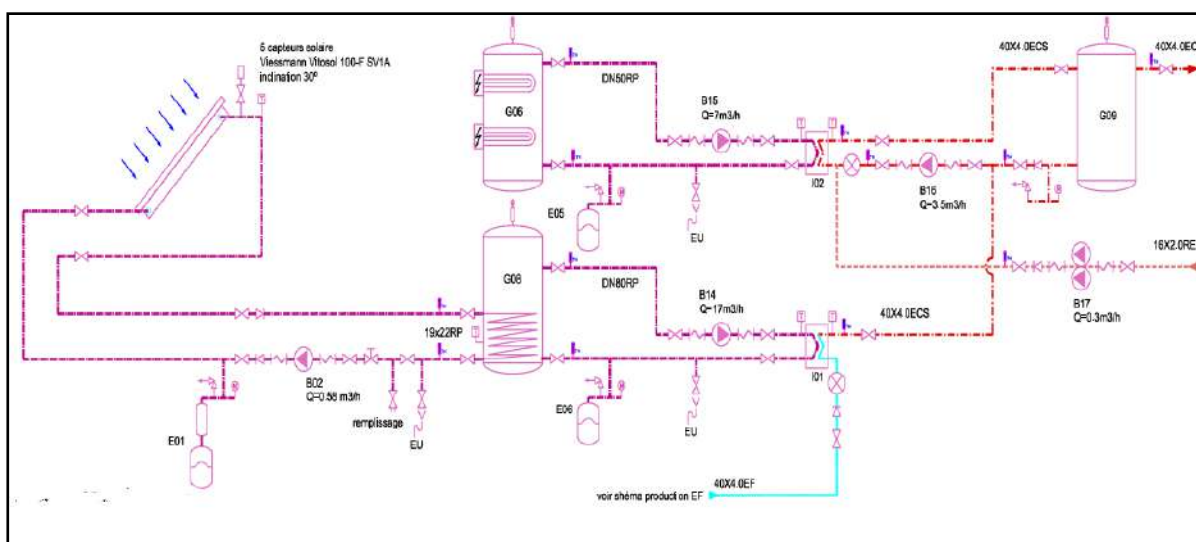 5 capteurs solaire
Viessmann Vitosol 100-F SV1A
inclination 30°
G06
DN50RP
B15
Q=7m3/h
40X4.0ECS
40X4.0EC
G09
I02
B16
Q=3.5m3/h
E05
EU
G08
DN80RP
B14
Q=17m3/h
40X4.0ECS
16X2.0RE
B17
Q=0.3m3/h
19x22RP
I01
B02
Q=0.58 m3/h
remplissage
EU
E01
E06
EU
voir shéma production EF
40X4.0EF